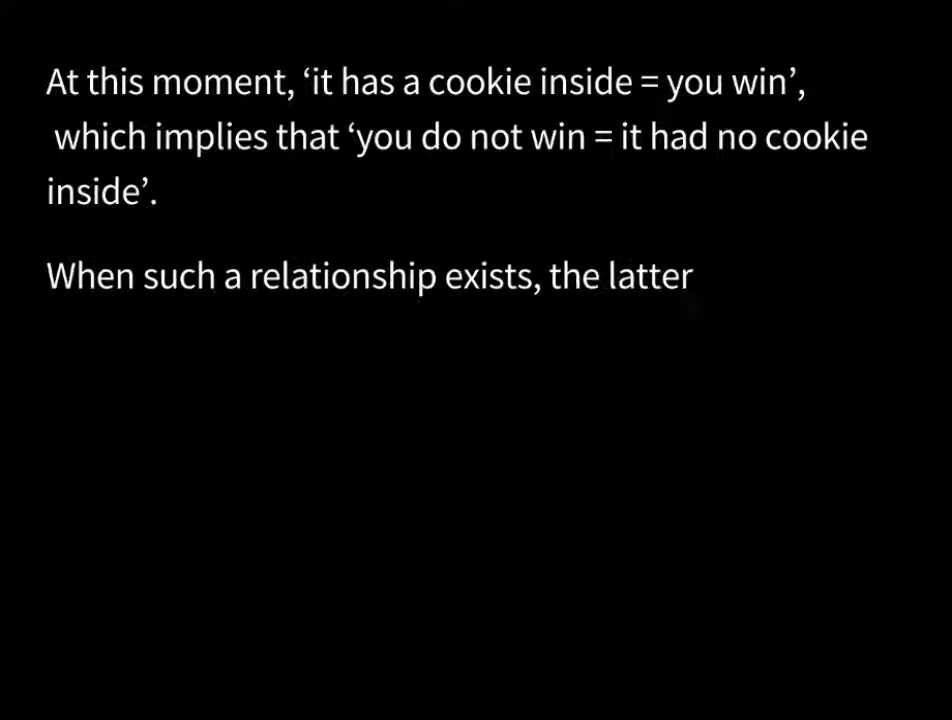 At this moment, ‘it has a cookie inside = you win’,
which implies that ‘you do not win = it had no cookie
inside’.
When such a relationship exists, the latter